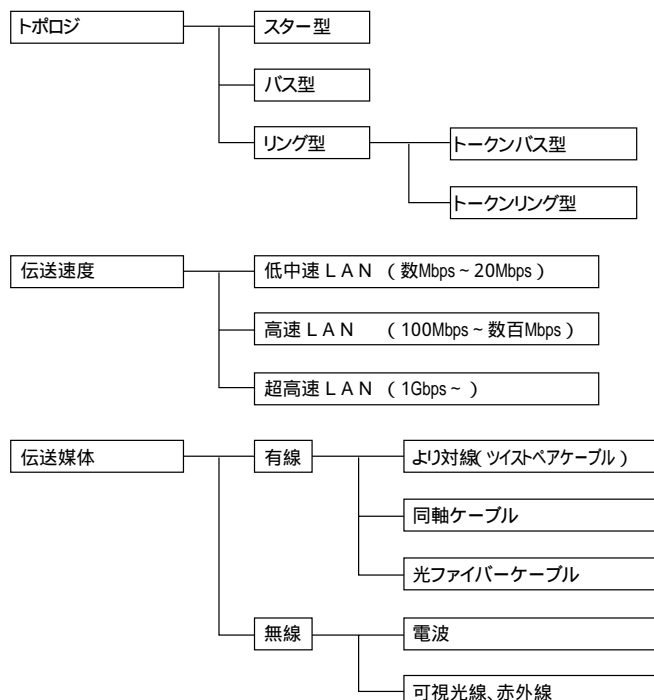 トポロジ
スター型
バス型
リング型
トークンバス型
トークンリング型
伝送速度
低中速ＬＡＮ （数Mbps～20Mbps）
高速ＬＡＮ （100Mbps～数百Mbps）
超高速ＬＡＮ （1Gbps～）
伝送媒体
有線
より対線（ツイストペアケーブル）
同軸ケーブル
光ファイバーケーブル
無線
電波
可視光線、赤外線